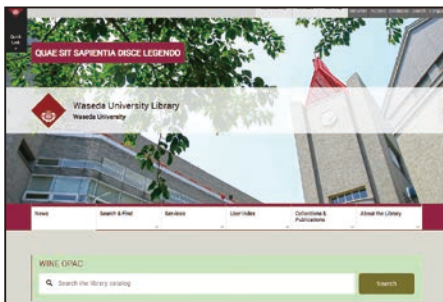 Quick
Link
QUAE SIT SAPIENTIA DISCE LEGENDO
Waseda University Library
Waseda University
News
Search & Find
Services
User Index
Collections &
Publications
About the Library
WINE OPAC
Search the library catalog
Search